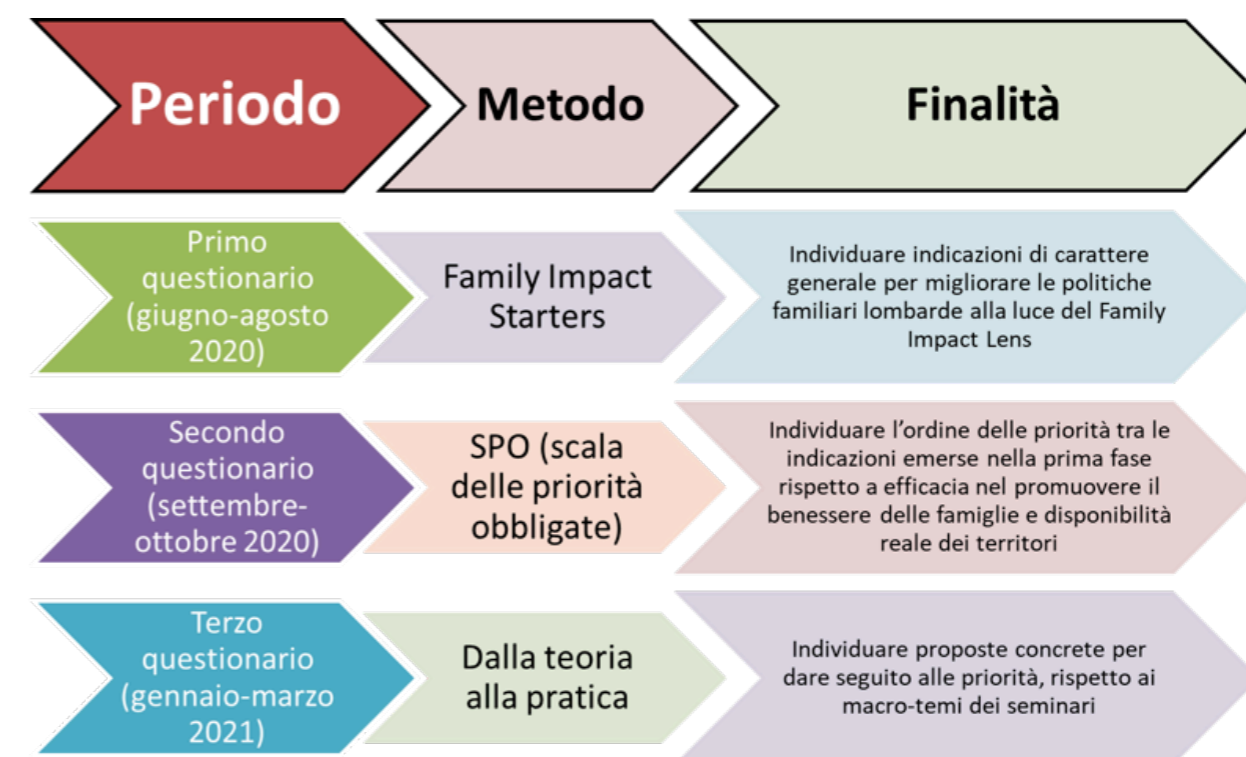 Periodo
Metodo
Finalità
Primo
questionario
(giugno-agosto
2020)
Family Impact
Starters
Individuare indicazioni di carattere
generale per migliorare le politiche
familiari lombarde alla luce del Family
Impact Lens
Secondo
questionario
(settembre-
ottobre 2020)
SPO (scala
delle priorità
obbligate)
Individuare l’ordine delle priorità tra le
indicazioni emerse nella prima fase
rispetto a efficacia nel promuovere il
benessere delle famiglie e disponibilità
reale dei territori
Terzo
questionario
(gennaio-marzo
2021)
Dalla teoria
alla pratica
Individuare proposte concrete per
dare seguito alle priorità, rispetto ai
macro-temi dei seminari